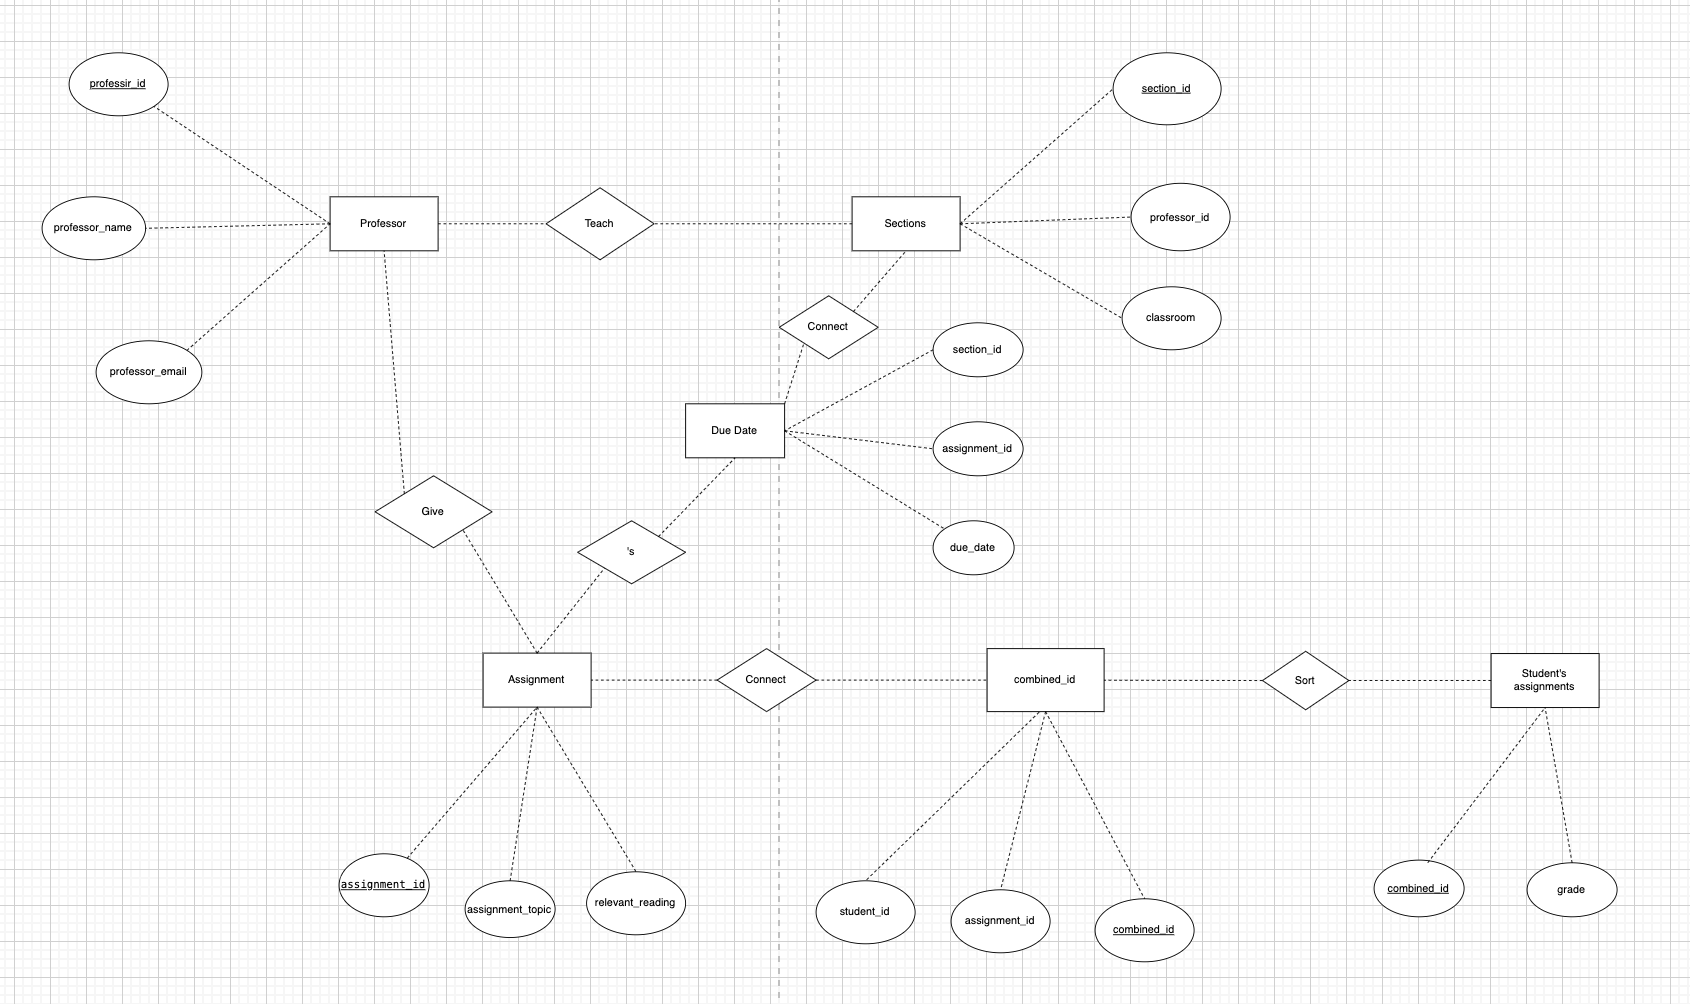 professir_id
section_id
professor_name
Professor
Teach
Sections
professor_id
classroom
Connect
section_id
professor_email
Due Date
assignment_id
Give
's
due_date
Assignment
Connect
combined_id
Sort
Student's
assignments
assignment_id
assignment_topic
relevant_reading
student_id
assignment_id
combined_id
combined_id
grade